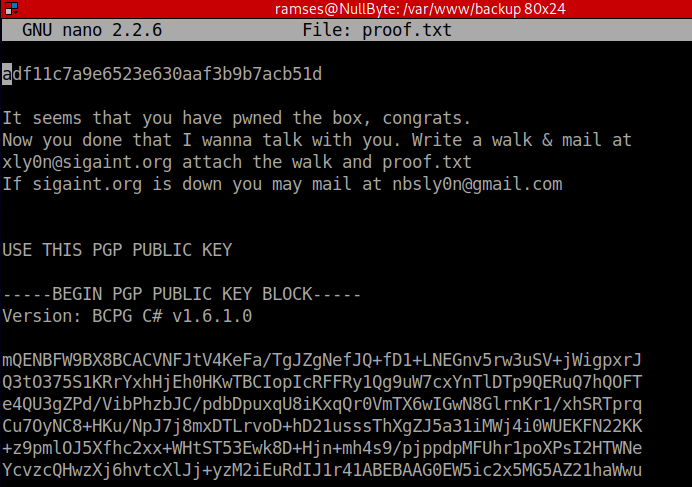 ramses@NullByte: /var/www/backup 80x24
GNU nano 2.2.6 File: proof.txt
adf11c7a9e6523e630aaf3b9b7acb51d
It seems that you have pwned the box, congrats.
Now you done that I wanna talk with you. Write a walk & mail at
xly0n@sigaint.org attach the walk and proof.txt
If sigaint.org is down you may mail at nbsly0n@gmail.com
USE THIS PGP PUBLIC KEY
-----BEGIN PGP PUBLIC KEY BLOCK-----
Version: BCPG C# v1.6.1.0
mQENBFW9BX8BCACVNFJtV4KeFa/TgJZgNefJQ+fD1+LNEGnv5rw3uSV+jWigpxrJ
Q3tO375S1KRrYxhHjEh0HKwTBCIopIcRFFRy1Qg9uW7cxYnTlDTp9QERuQ7hQOFT
e4QU3gZPd/VibPhzbJC/pdbDpuxqU8iKxqQr0VmTX6wIGwN8GlrnKr1/xhSRTprq
Cu7OyNC8+HKu/NpJ7j8mxDTLrvoD+hD21usssThXgZJ5a31iMWj4i0WUEKFN22KK
+z9pmlOJ5Xfhc2xx+WHtST53Ewk8D+Hjn+mh4s9/pjppdpMFUhr1poXPsI2HTWNe
YcvzcQHwzXj6hvtcXlJj+yzM2iEuRdIJ1r41ABEBAAG0EW5ic2x5MG5AZ21haWwu